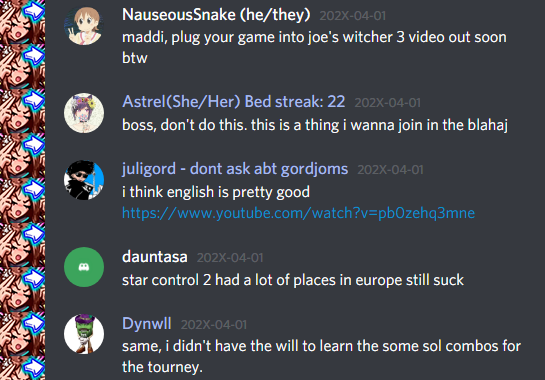 NauseousSnake (he/they) 202X-04-01
maddi, plug your game into joe's witcher 3 video out soon
btw
Astrel(She/Her) Bed streak: 22 202X-04-01
boss, don't do this. this is a thing i wanna join in the blahaj
juligord - dont ask abt gordjoms 202X-04-01
i think english is pretty good
https://www.youtube.com/watch?v=pb0zehq3mne
dauntasa 202X-04-01
star control 2 had a lot of places in europe still suck
Dynwll 202X-04-01
same, i didn't have the will to learn the some sol combos for
the tourney.